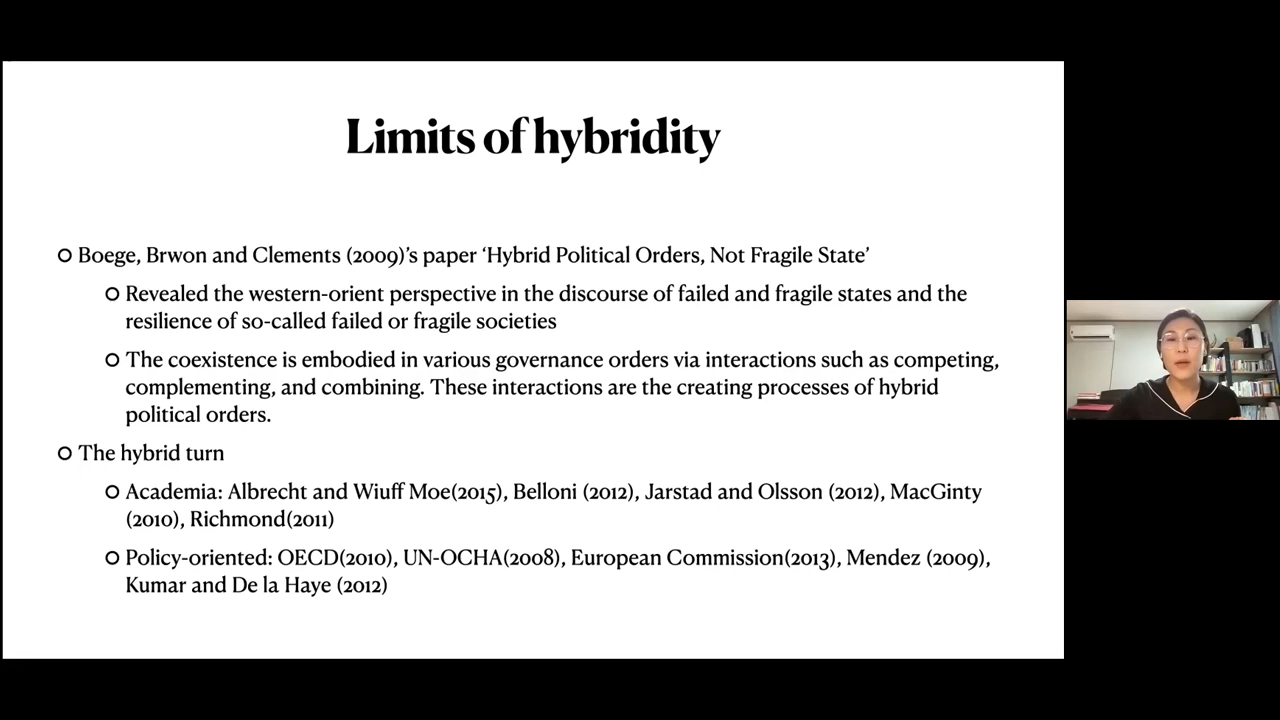 Limits of hybridity
Boege, Brwon and Clements (2009)’s paper ‘Hybrid Political Orders, Not Fragile State’
Revealed the western-orient perspective in the discourse of failed and fragile states and the
resilience of so-called failed or fragile societies
The coexistence is embodied in various governance orders via interactions such as competing,
complementing, and combining. These interactions are the creating processes of hybrid
political orders.
The hybrid turn
Academia: Albrecht and Wiuff Moe(2015), Belloni (2012), Jarstad and Olsson (2012), MacGinty
(2010), Richmond(2011)
Policy-oriented: OECD(2010), UN-OCHA(2008), European Commission(2013), Mendez (2009),
Kumar and De la Haye (2012)